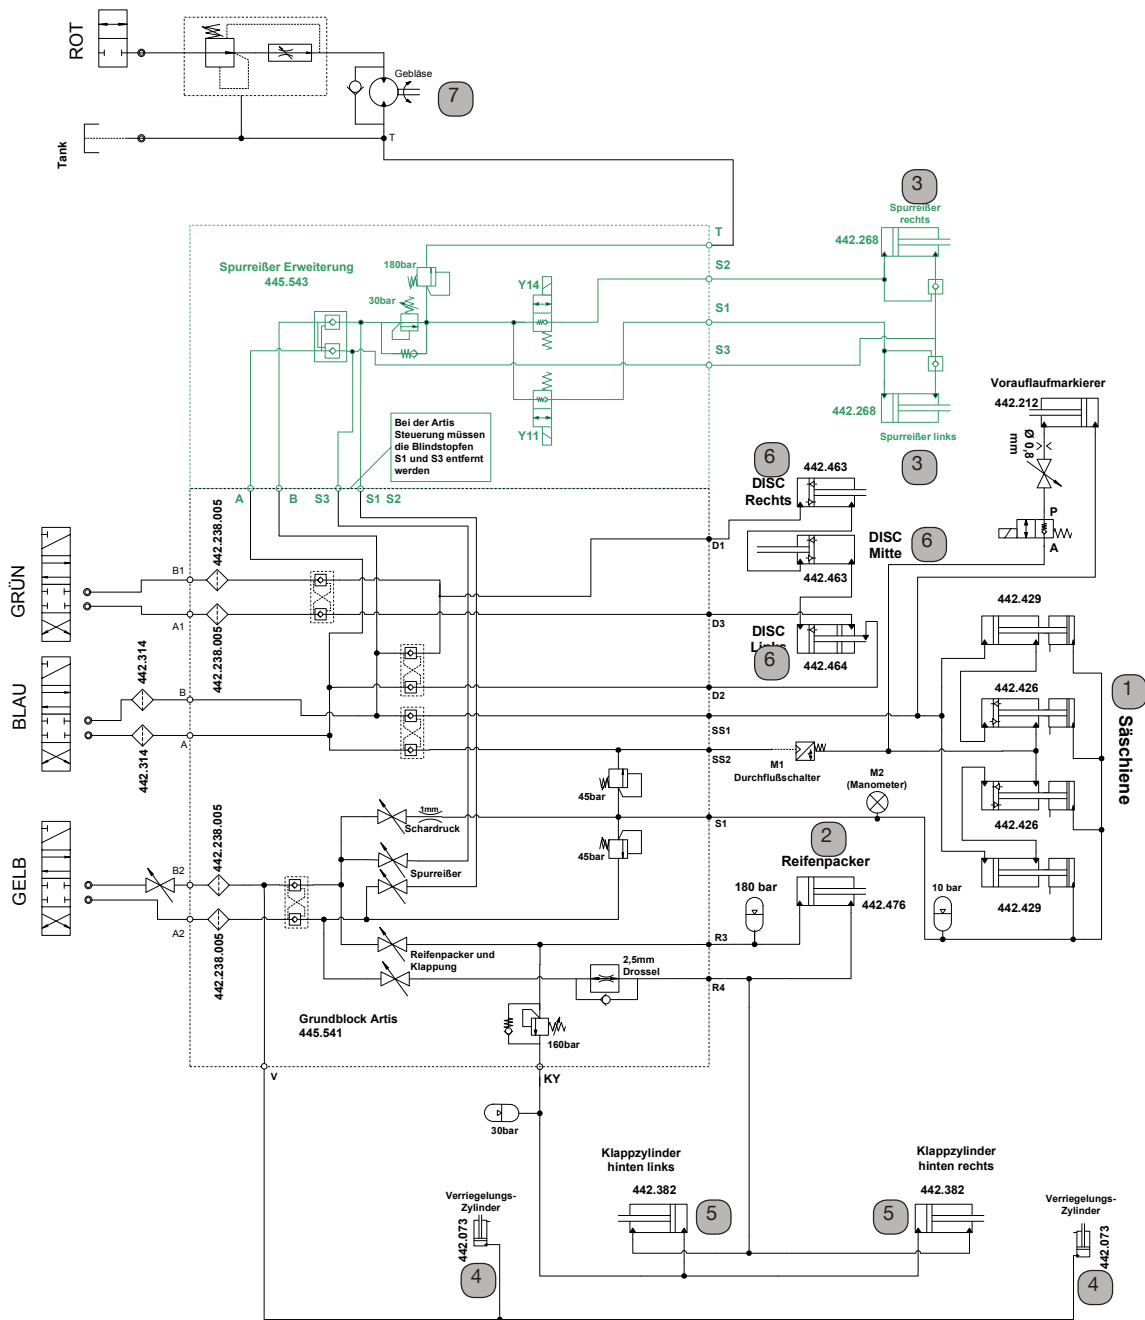 ROT
Gebläse
7
T
Tank
3
Spurreißer
rechts
442.268
T
S2
S1
S3
Spurreißer Erweiterung
445.543
180bar
30bar
Y14
Y11
442.268
Spurreißer links
3
Vorauflaufmarkierer
442.212
Ø 0,8
mm
P
A
Bei der Artis
Steuerung müssen
die Blindstopfen
S1 und S3 entfernt
werden
A
B
S3
S1
S2
6
442.463
DISC
Rechts
DISC
Mitte
6
442.463
DISC
Links
6
442.464
D1
D3
D2
SS1
SS2
S1
R3
R4
GRÜN
B1
442.238.005
A1
442.238.005
BLAU
442.314
B
A
442.314
GELB
442.238.005
B2
A2
442.238.005
442.429
442.426
1
Säschiene
442.426
442.429
M1
Durchflußschalter
M2
(Manometer)
45bar
45bar
1mm
Schardruck
Spurreißer
2
Reifenpacker
180 bar
442.476
10 bar
Reifenpacker und
Klappung
2,5mm
Drossel
Grundblock Artis
445.541
160bar
V
KY
30bar
Klappzylinder
hinten links
442.382
5
Klappzylinder
hinten rechts
442.382
5
Verriegelungs-
Zylinder
442.073
4
Verriegelungs-
Zylinder
442.073
4